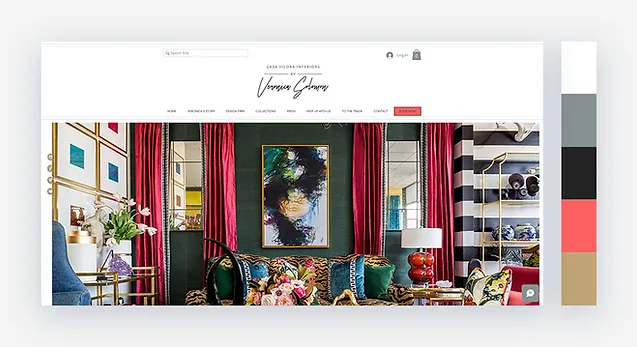 Search Site
Log In
CASA VILORA INTERIORS
BY
Veronica Solomon
HOME VERONICA'S STORY DESIGN FIRM COLLECTIONS PRESS KEEP UP WITH US TO THE TRADE CONTACT BOOK NOW